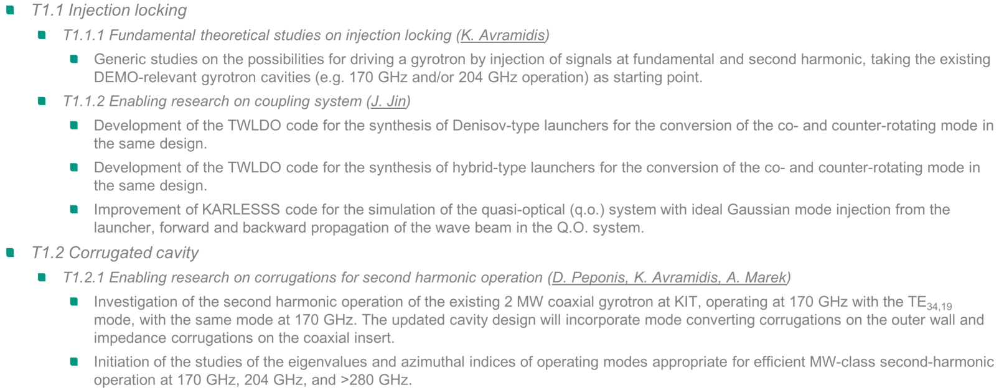 T1.1 Injection locking
T1.1.1 Fundamental theoretical studies on injection locking (K. Avramidis)
Generic studies on the possibilities for driving a gyrotron by injection of signals at fundamental and second harmonic, taking the existing
DEMO-relevant gyrotron cavities (e.g. 170 GHz and/or 204 GHz operation) as starting point.
T1.1.2 Enabling research on coupling system (J. Jin)
Development of the TWLDO code for the synthesis of Denisov-type launchers for the conversion of the co- and counter-rotating mode in
the same design.
Development of the TWLDO code for the synthesis of hybrid-type launchers for the conversion of the co- and counter-rotating mode in
the same design.
Improvement of KARLESSS code for the simulation of the quasi-optical (q.o.) system with ideal Gaussian mode injection from the
launcher, forward and backward propagation of the wave beam in the Q.O. system.
T1.2 Corrugated cavity
T1.2.1 Enabling research on corrugations for second harmonic operation (D. Peponis, K. Avramidis, A. Marek)
Investigation of the second harmonic operation of the existing 2 MW coaxial gyrotron at KIT, operating at 170 GHz with the TE34,19
mode, with the same mode at 170 GHz. The updated cavity design will incorporate mode converting corrugations on the outer wall and
impedance corrugations on the coaxial insert.
Initiation of the studies of the eigenvalues and azimuthal indices of operating modes appropriate for efficient MW-class second-harmonic
operation at 170 GHz, 204 GHz, and >280 GHz.